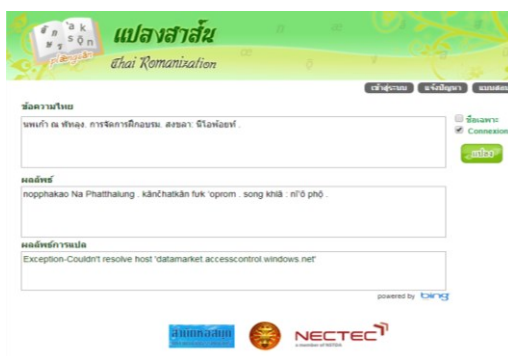 แปลงสาส์น
Thai Romanization
เข้าสู่ระบบ แจ้งปัญหา
ข้อความไทย
นพเก้า ณ พัทลุง. การจัดการฝึกอบรม. สงขลา: นีโอพ้อยท์ .
ชื่อเฉพาะ
Connexion
แปลง
ผลลัพธ์
nopphakao Na Phatthalung . kānčhatkān fưk 'oprom . song khlā : nī'ō phǭ .
ผลลัพธ์การแปล
Exception-Couldn't resolve host 'datamarket.accesscontrol.windows.net'
powered by bing
NECTEC
a member of NSTDA